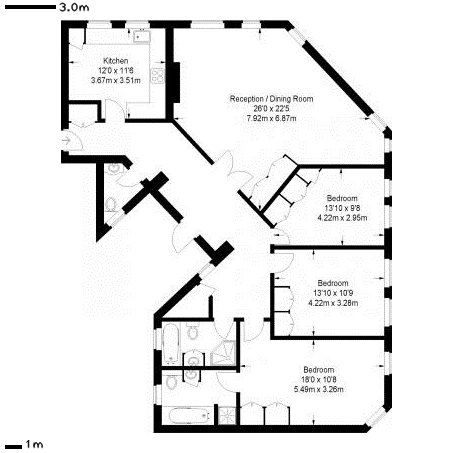 3.0m
Kitchen
12'0 x 11'6
3.67m x 3.51m
Reception / Dining Room
26'0 x 22'5
7.92m x 6.87m
Bedroom
13'10 x 9'8
4.22m x 2.95m
Bedroom
13'10 x 10'9
4.22m x 3.28m
Bedroom
18'0 x 10'8
5.49m x 3.26m
1m